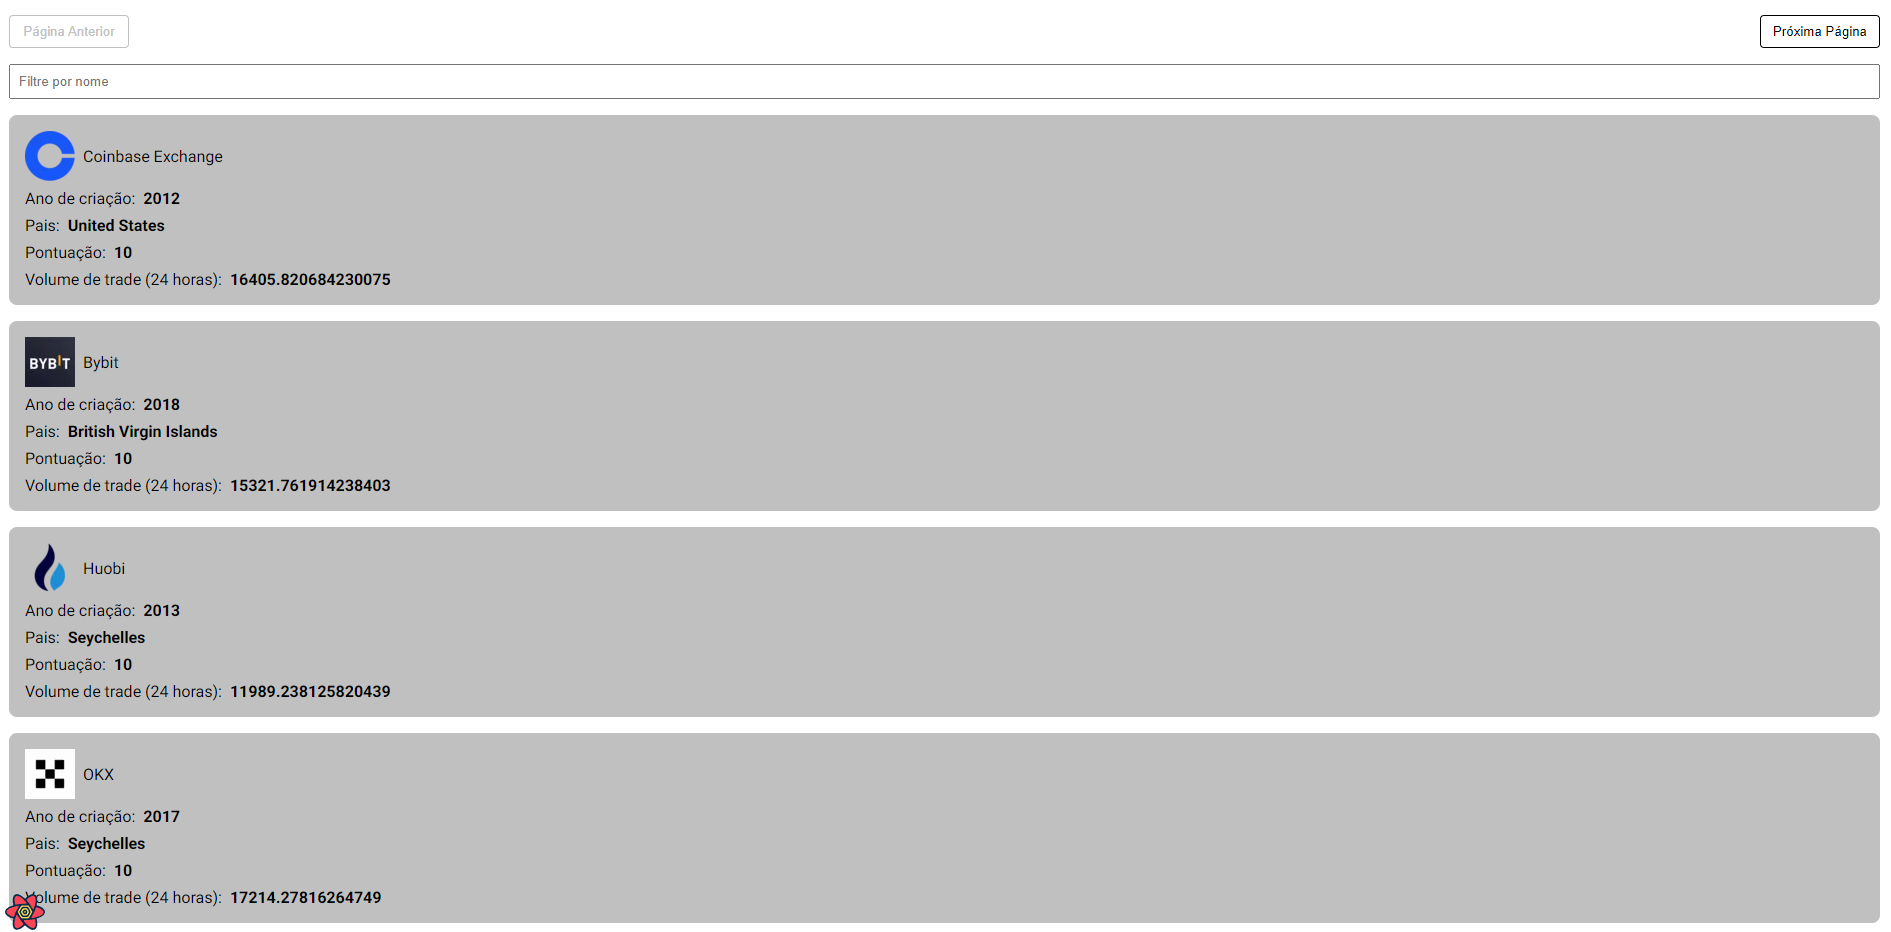 Página Anterior
Próxima Página
Filtre por nome
Coinbase Exchange
Ano de criação: 2012
Pais: United States
Pontuação: 10
Volume de trade (24 horas): 16405.820684230075
BYBIT
Bybit
Ano de criação: 2018
Pais: British Virgin Islands
Pontuação: 10
Volume de trade (24 horas): 15321.761914238403
Huobi
Ano de criação: 2013
Pais: Seychelles
Pontuação: 10
Volume de trade (24 horas): 11989.238125820439
OKX
Ano de criação: 2017
Pais: Seychelles
Pontuação: 10
Volume de trade (24 horas): 17214.27816264749